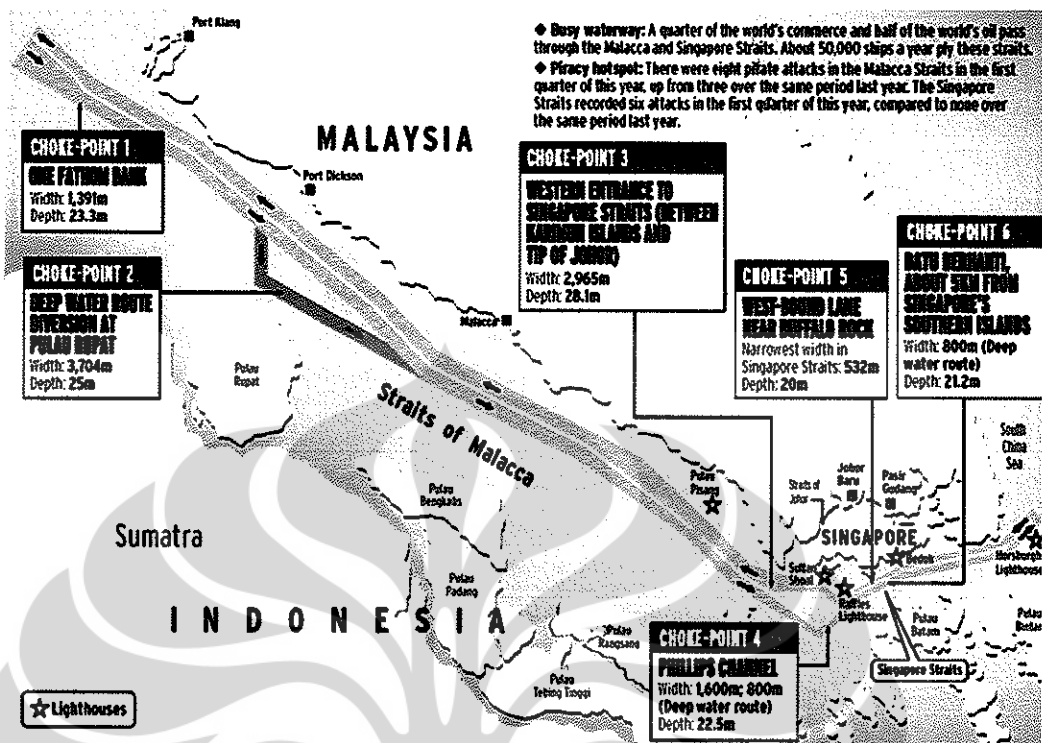 Port Klang
◆ Busy waterway: A quarter of the world's commerce and half of the world's oil pass
through the Malacca and Singapore Straits. About 50,000 ships a year ply these straits.
◆ Piracy hotspot: There were eight pirate attacks in the Malacca Straits in the first
quarter of this year, up from three over the same period last year. The Singapore
Straits recorded six attacks in the first quarter of this year, compared to none over
the same period last year.
MALAYSIA
Port Dickson
CHOKE-POINT 1
ONE FATHOM BANK
Width: 1,391m
Depth: 23.3m
CHOKE-POINT 2
DEEP WATER ROUTE
DIVERSION AT
PULAU RUPAT
Width: 3,704m
Depth: 25m
CHOKE-POINT 3
WESTERN ENTRANCE TO
SINGAPORE STRAITS (BETWEEN
KARIMUN ISLANDS AND
TIP OF JOHOR)
Width: 2,965m
Depth: 28.1m
CHOKE-POINT 5
WEST-BOUND LANE
NEAR BUFFALO ROCK
Narrowest width in
Singapore Straits: 532m
Depth: 20m
CHOKE-POINT 6
BATU BERHANTI,
ABOUT 5KM FROM
SINGAPORE'S
SOUTHERN ISLANDS
Width: 800m (Deep
water route)
Depth: 21.2m
Malacca
Pulau
Rupat
Straits of Malacca
South
China
Sea
Pulau
Pisang
Straits of
Johor
Johor
Baru
Pasir
Gudang
SINGAPORE
Pulau
Bengkalis
Sumatra
Sultan
Shoal
Bedok
Horsburgh
Lighthouse
Raffles
Lighthouse
Pulau
Padang
INDONESIA
Pulau
Rangsang
Pulau
Batam
Pulau
Bintan
Pulau
Tebing Tinggi
CHOKE-POINT 4
PHILLIPS CHANNEL
Width: 1,600m; 800m
(Deep water route)
Depth: 22.5m
Singapore Straits
Lighthouses